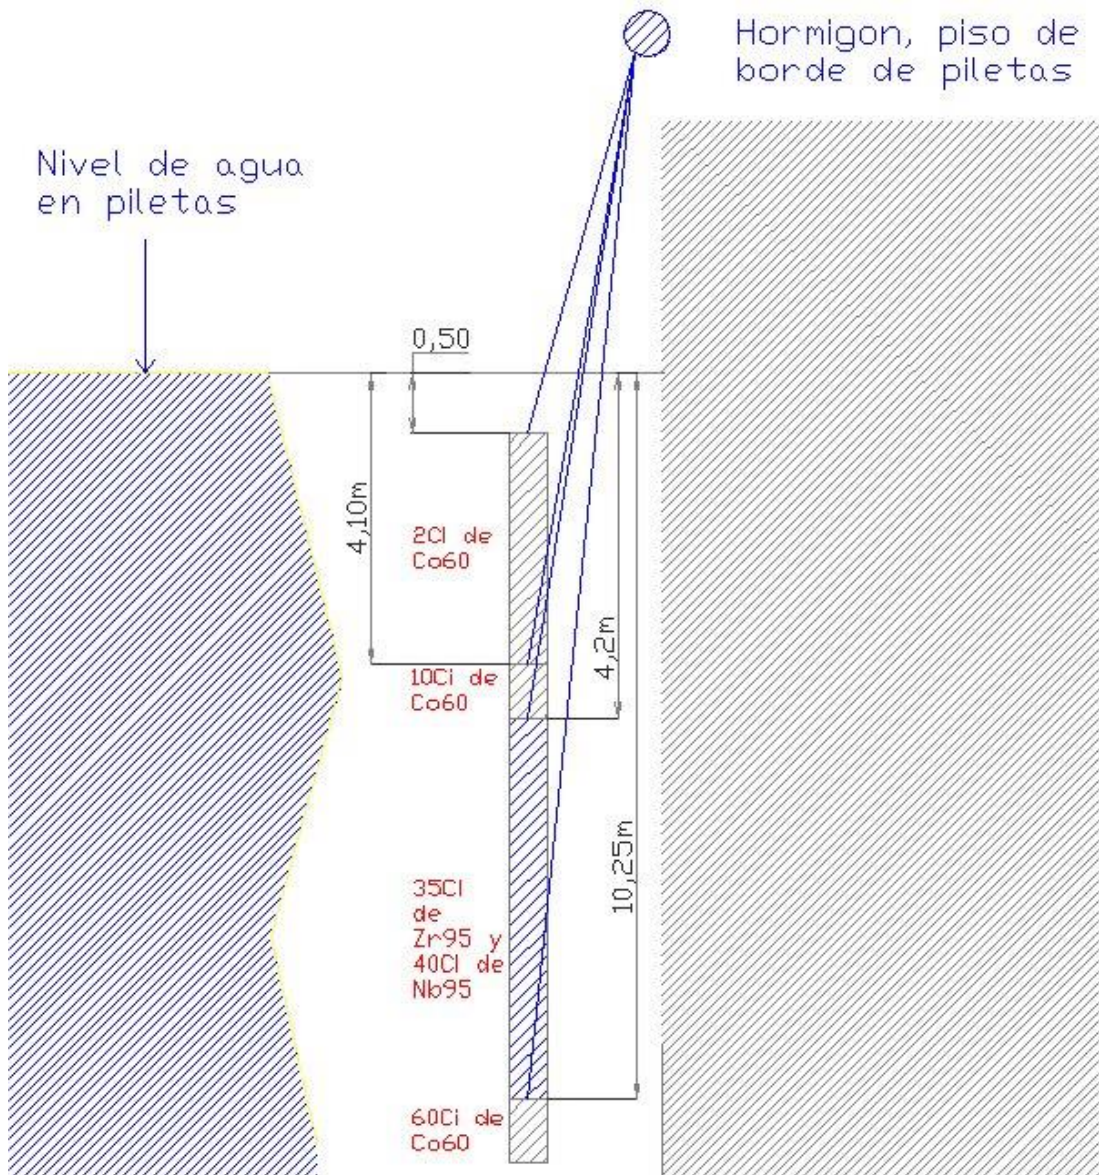 Hormigon, piso de
borde de piletas
Nivel de agua
en piletas
0,50
4,10m
2Cl de
Co60
4,2m
10Ci de
Co60
10,25m
35Cl
de
Zr95 y
40Cl de
Nb95
60Ci de
Co60